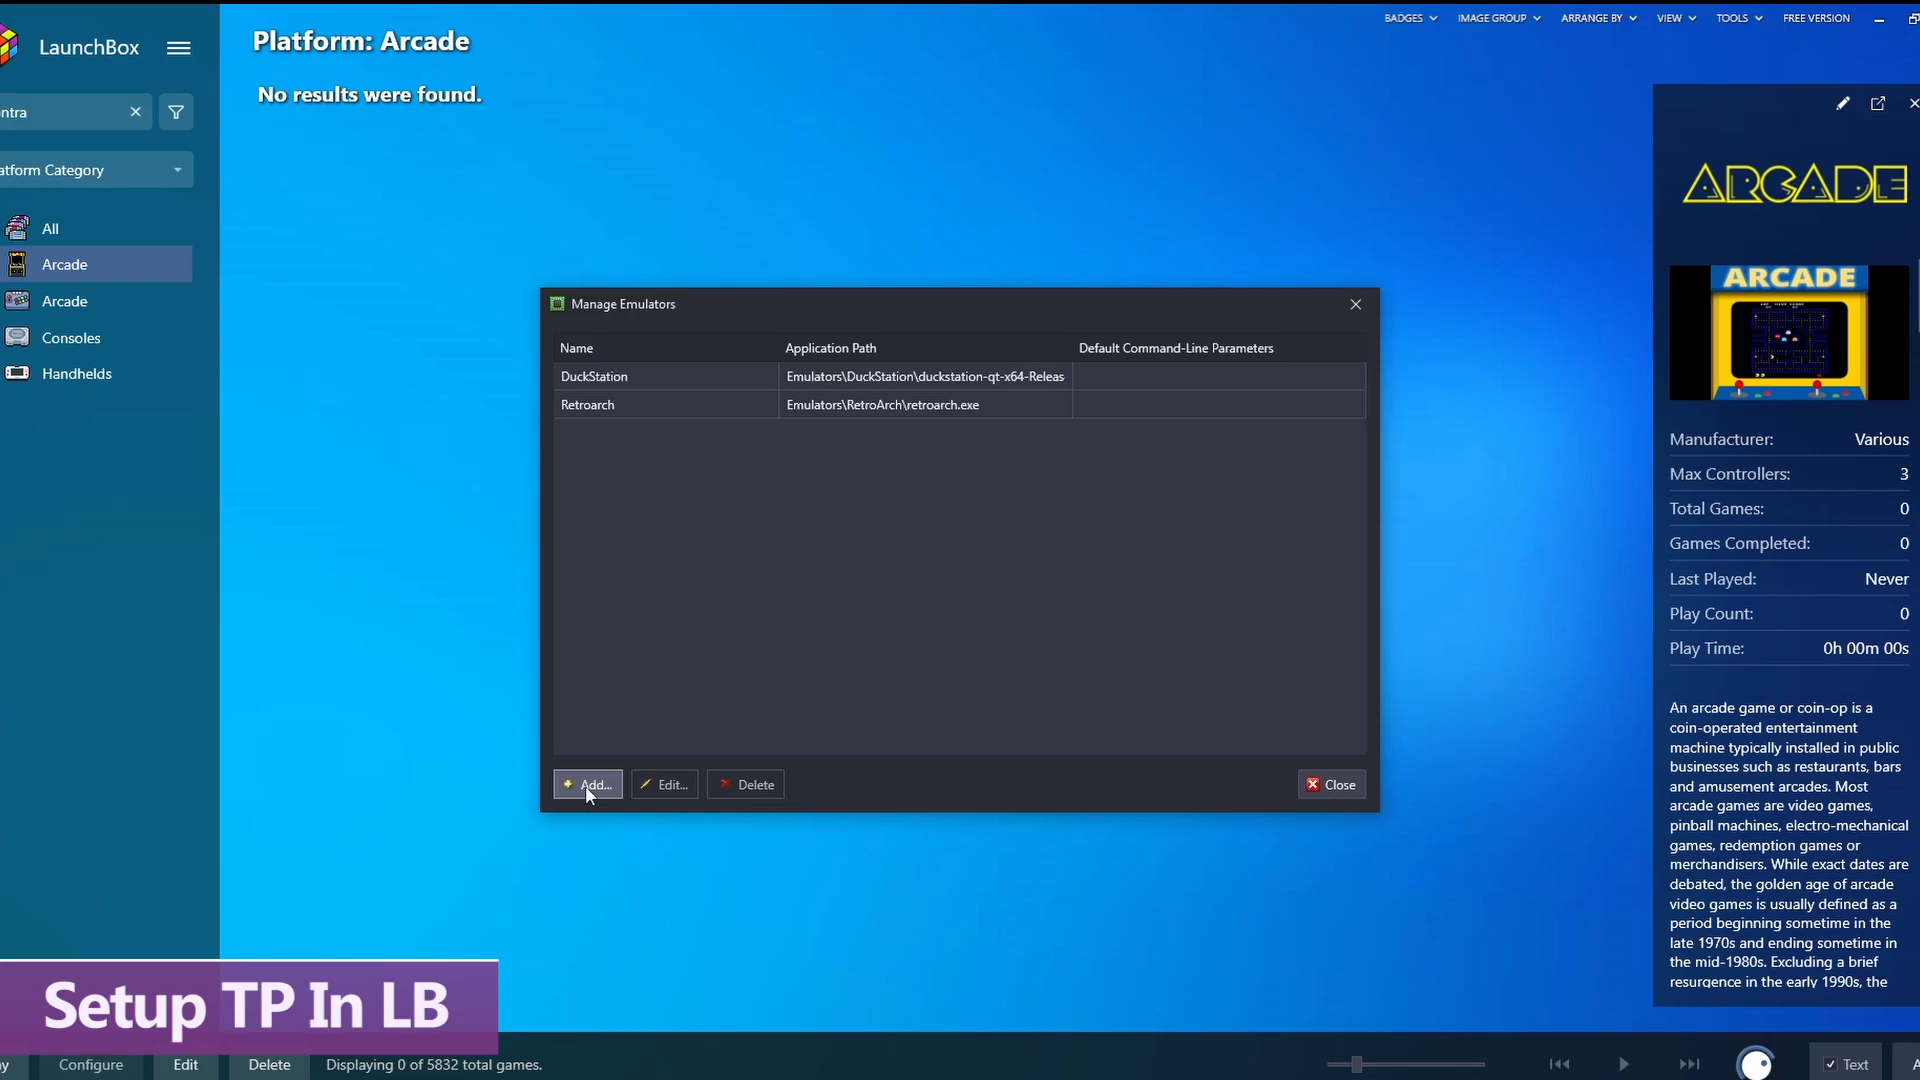 LaunchBox
Platform: Arcade
No results were found.
BADGES
IMAGE GROUP
ARRANGE BY
VIEW
TOOLS
FREE VERSION
ntra
atform Category
All
Arcade
Arcade
Consoles
Handhelds
Manage Emulators
Name
Application Path
Default Command-Line Parameters
DuckStation
Emulators\DuckStation\duckstation-qt-x64-Releas
Retroarch
Emulators\RetroArch\retroarch.exe
Add...
Edit...
Delete
Close
ARCADE
ARCADE
Manufacturer: Various
Max Controllers: 3
Total Games: 0
Games Completed: 0
Last Played: Never
Play Count: 0
Play Time: 0h 00m 00s
An arcade game or coin-op is a
coin-operated entertainment
machine typically installed in public
businesses such as restaurants, bars
and amusement arcades. Most
arcade games are video games,
pinball machines, electro-mechanical
games, redemption games or
merchandisers. While exact dates are
debated, the golden age of arcade
video games is usually defined as a
period beginning sometime in the
late 1970s and ending sometime in
the mid-1980s. Excluding a brief
resurgence in the early 1990s, the
Setup TP In LB
y
Configure
Edit
Delete
Displaying 0 of 5832 total games.
Text
A